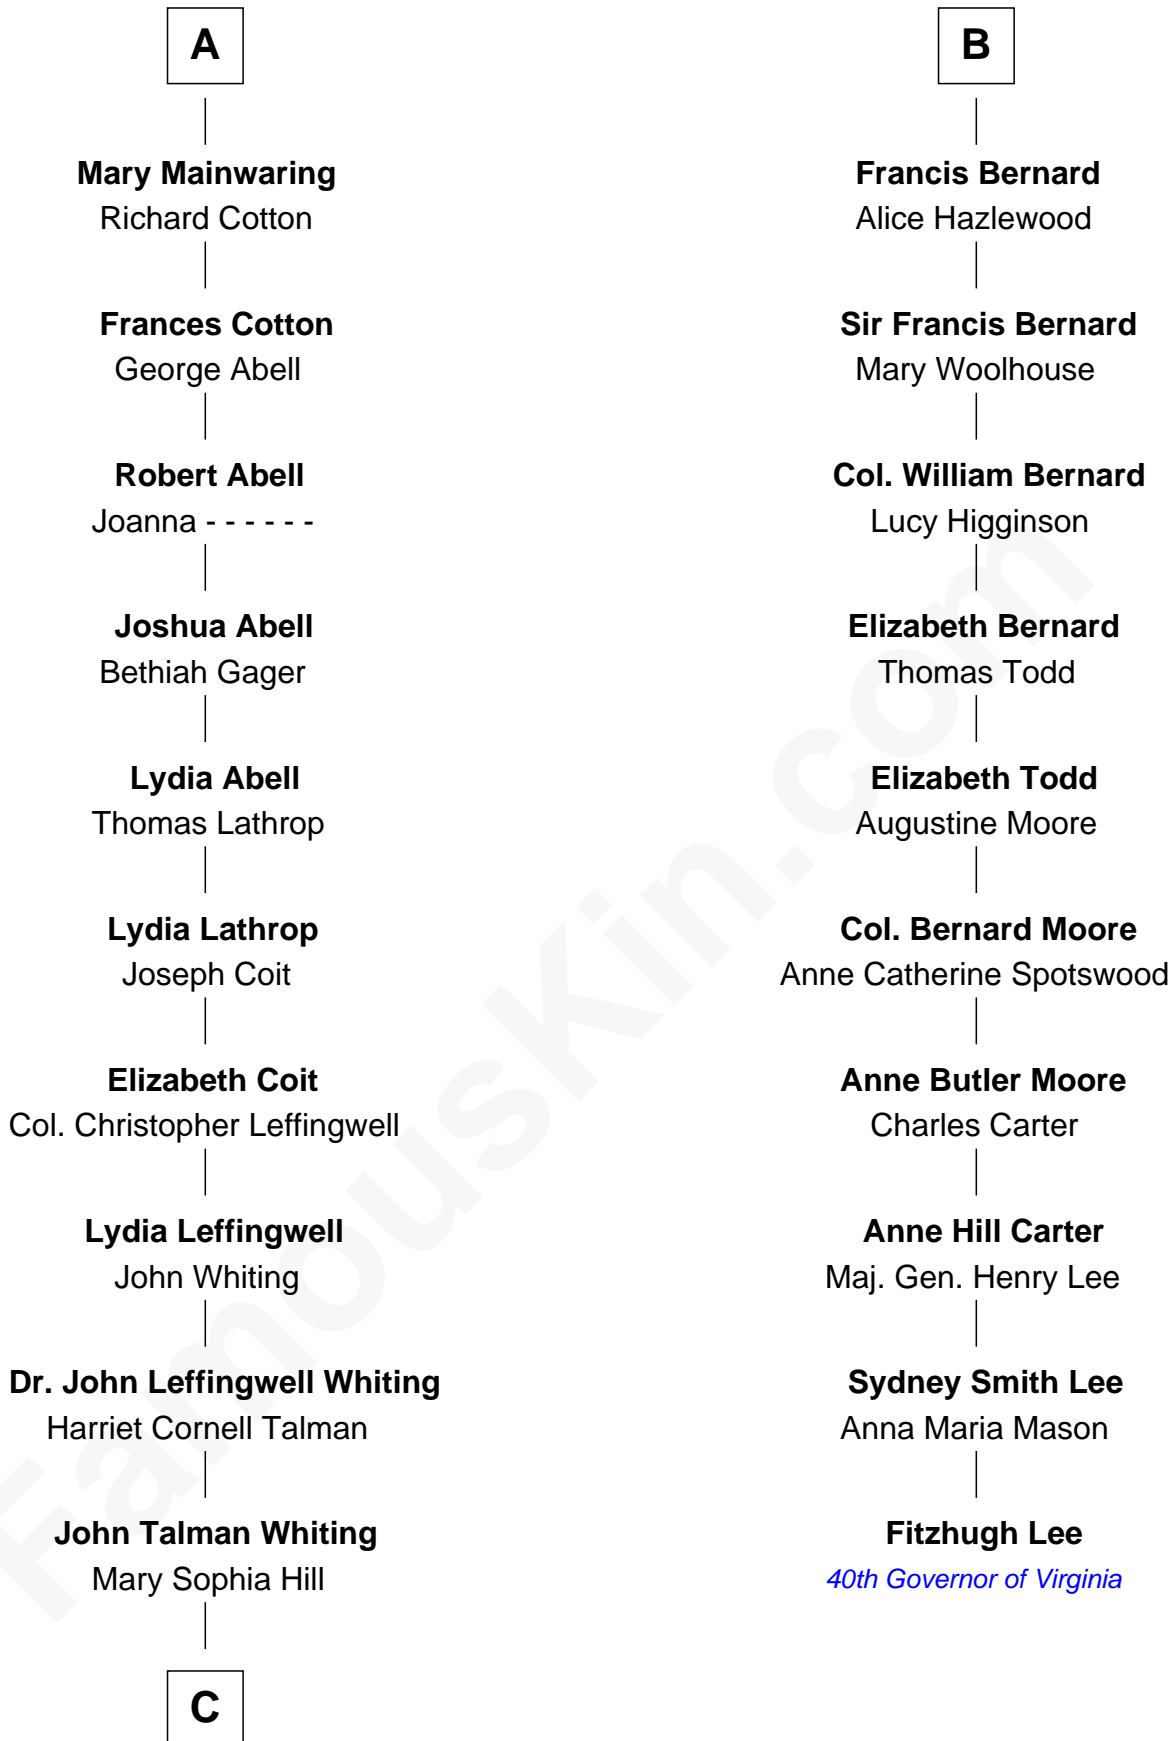 A
Mary Mainwaring
Richard Cotton
Frances Cotton
George Abell
Robert Abell
Joanna - - - - - -
Joshua Abell
Bethiah Gager
Lydia Abell
Thomas Lathrop
Lydia Lathrop
Joseph Coit
Elizabeth Coit
Col. Christopher Leffingwell
Lydia Leffingwell
John Whiting
Dr. John Leffingwell Whiting
Harriet Cornell Talman
John Talman Whiting
Mary Sophia Hill
C
B
Francis Bernard
Alice Hazlewood
Sir Francis Bernard
Mary Woolhouse
Col. William Bernard
Lucy Higginson
Elizabeth Bernard
Thomas Todd
Elizabeth Todd
Augustine Moore
Col. Bernard Moore
Anne Catherine Spotswood
Anne Butler Moore
Charles Carter
Anne Hill Carter
Maj. Gen. Henry Lee
Sydney Smith Lee
Anna Maria Mason
Fitzhugh Lee
40th Governor of Virginia
FamousKin.com